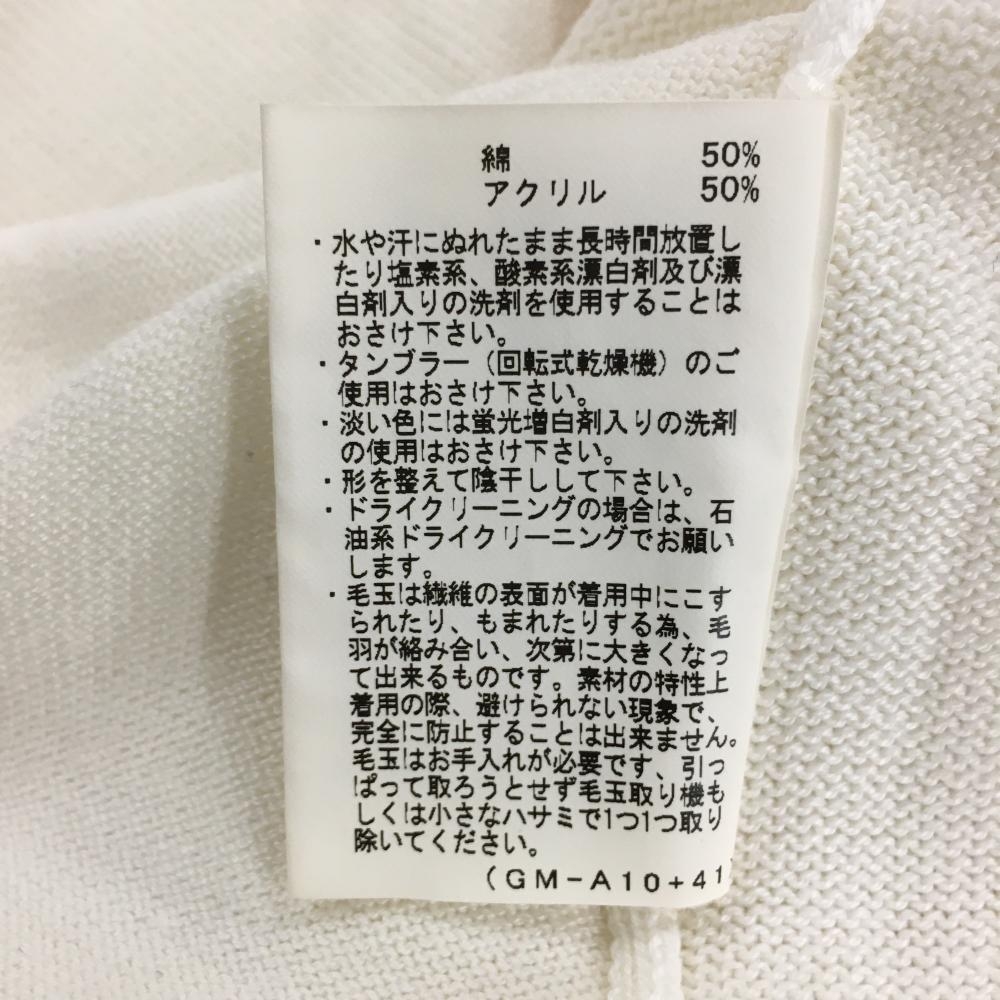 綿 50%
アクリル 50%
・水や汗にぬれたまま長時間放置し
たり塩素系、酸素系漂白剤及び漂
白剤入りの洗剤を使用することは
おさけ下さい。
・タンブラー（回転式乾燥機）のご
使用はおさけ下さい。
・淡い色には蛍光増白剤入りの洗剤
の使用はおさけ下さい。
・形を整えて陰干しして下さい。
・ドライクリーニングの場合は、石
油系ドライクリーニングでお願い
します。
・毛玉は繊維の表面が着用中にこす
られたり、もまれたりする為、毛
羽が絡み合い、次第に大きくなっ
て出来るものです。素材の特性上
着用の際、避けられない現象で、
完全に防止することは出来ません。
毛玉はお手入れが必要です、引っ
ぱって取ろうとせず毛玉取り機も
しくは小さなハサミで1つ1つ取り
除いてください。
（GM-A10+41）